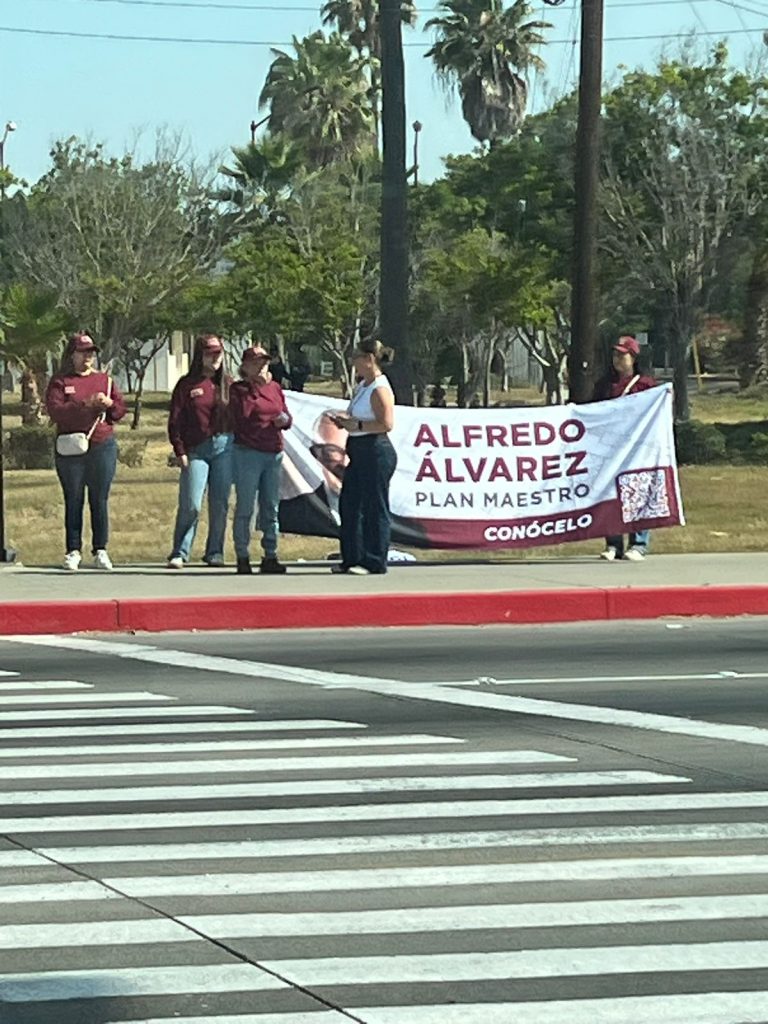 ALFREDO
ÁLVAREZ
PLAN MAESTRO
CONÓCELO